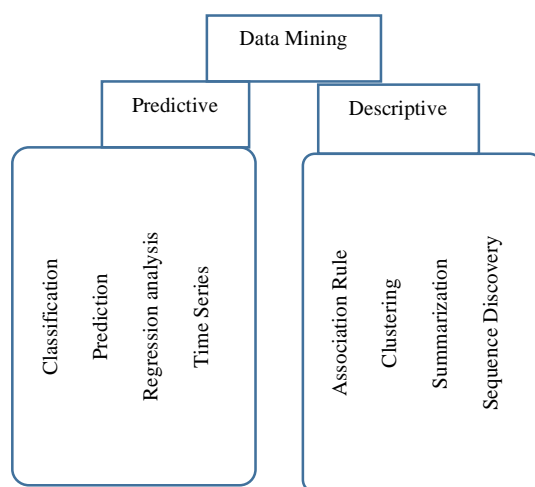 Data Mining
Predictive
Descriptive
Classification
Prediction
Regression analysis
Time Series
Association Rule
Clustering
Summarization
Sequence Discovery